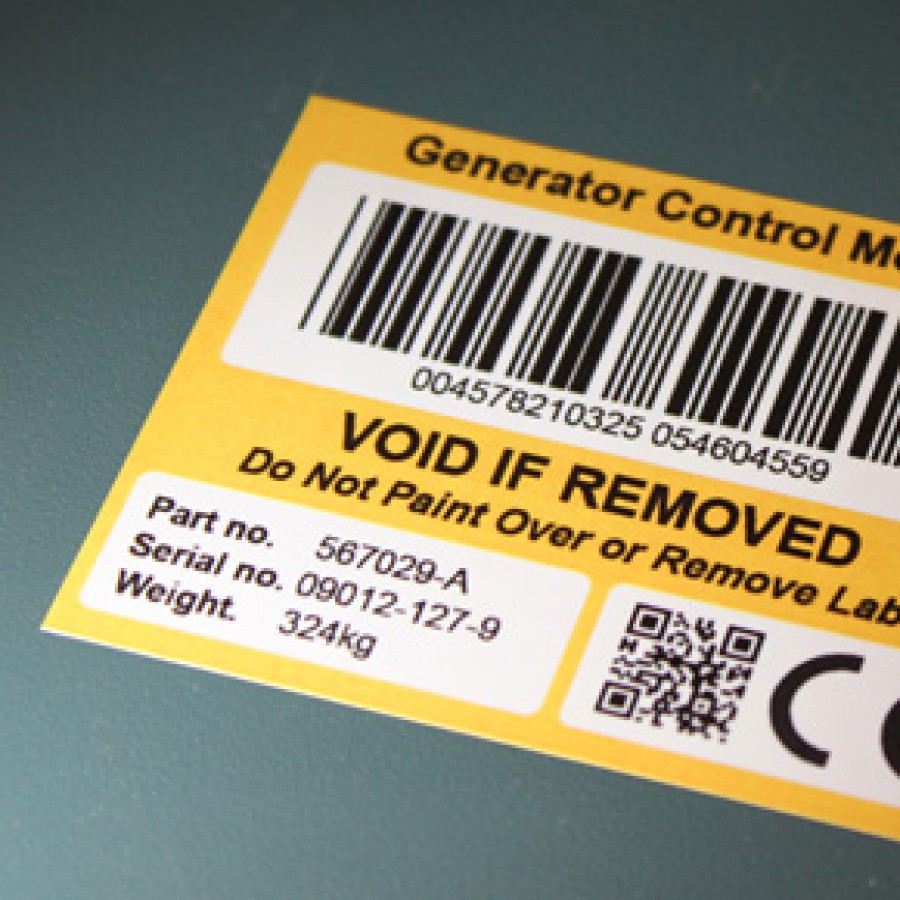 Generator Control
004578210325 054604559
VOID IF REMOVED
Do Not Paint Over or Remove
Part no. 567029-A
Serial no. 09012-127-9
Weight. 324kg
CE